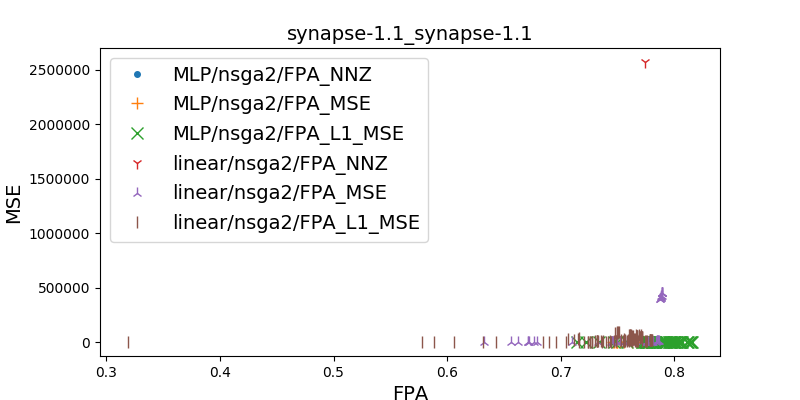 synapse-1.1_synapse-1.1
MLP/nsga2/FPA_NNZ
MLP/nsga2/FPA_MSE
MLP/nsga2/FPA_L1_MSE
linear/nsga2/FPA_NNZ
linear/nsga2/FPA_MSE
linear/nsga2/FPA_L1_MSE
MSE
2500000
2000000
1500000
1000000
500000
0
0.3 0.4 0.5 0.6 0.7 0.8
FPA